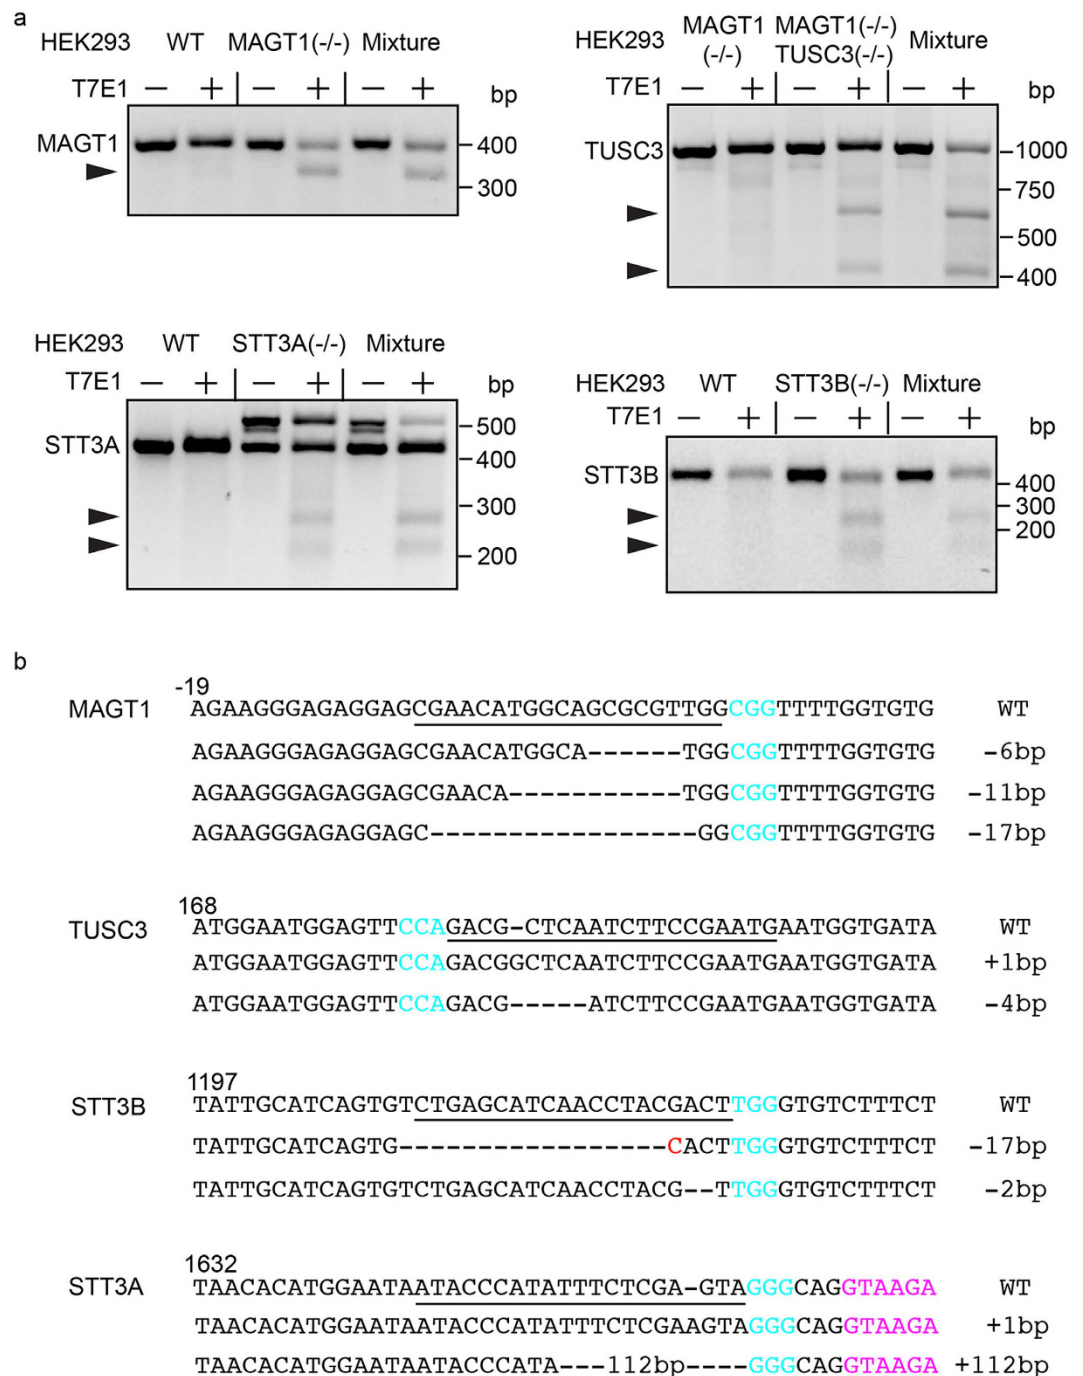 a
HEK293 WT MAGT1(-/-) Mixture
T7E1 — + — + — + bp
MAGT1
400
300
HEK293 MAGT1 (-/-) MAGT1(-/-) TUSC3(-/-) Mixture
T7E1 — + — + — + bp
TUSC3
1000
750
500
400
HEK293 WT STT3A(-/-) Mixture
T7E1 — + — + — + bp
STT3A
500
400
300
200
HEK293 WT STT3B(-/-) Mixture
T7E1 — + — + — + bp
STT3B
400
300
200
b
-19
MAGT1 AGAAGGGAGAGGAGCGAACATGGCAGCGCGTTGGCGGTTTTGGTGTG WT
AGAAGGGAGAGGAGCGAACATGGCA------TGGCGGTTTTGGTGTG -6bp
AGAAGGGAGAGGAGCGAACA-----------TGGCGGTTTTGGTGTG -11bp
AGAAGGGAGAGGAGC-----------------GGCGGTTTTGGTGTG -17bp
168
TUSC3 ATGGAATGGAGTTCCAGACG-CTCAATCTTCCGAATGAATGGTGATA WT
ATGGAATGGAGTTCCAGACGGCTCAATCTTCCGAATGAATGGTGATA +1bp
ATGGAATGGAGTTCCAGACG-----ATCTTCCGAATGAATGGTGATA -4bp
1197
STT3B TATTGCATCAGTGTCTGAGCATCAACCTACGACTTGGGTGTCTTTCT WT
TATTGCATCAGTG-----------------CACTTGGGTGTCTTTCT -17bp
TATTGCATCAGTGTCTGAGCATCAACCTACG--TTGGGTGTCTTTCT -2bp
1632
STT3A TAACACATGGAATAATACCCATATTTCTCGA-GTAGGGCAGGTAAGA WT
TAACACATGGAATAATACCCATATTTCTCGAAGTAGGGCAGGTAAGA +1bp
TAACACATGGAATAATACCCATA---112bp----GGGCAGGTAAGA +112bp